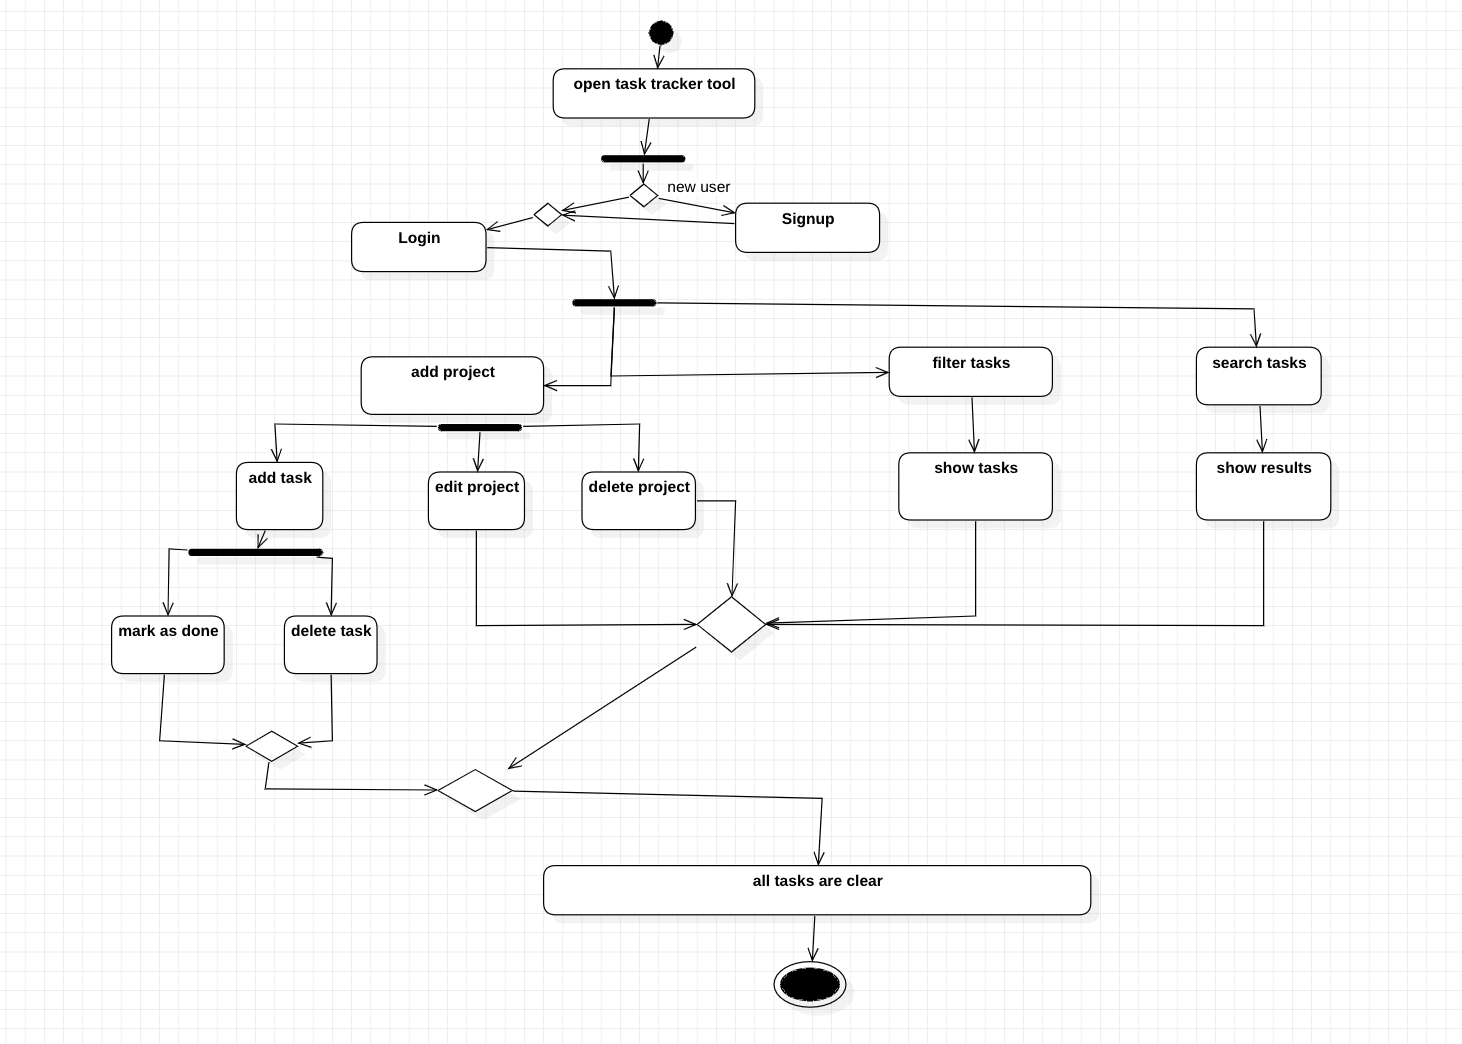 open task tracker tool
new user
Signup
Login
add project
filter tasks
search tasks
add task
edit project
delete project
show tasks
show results
mark as done
delete task
all tasks are clear